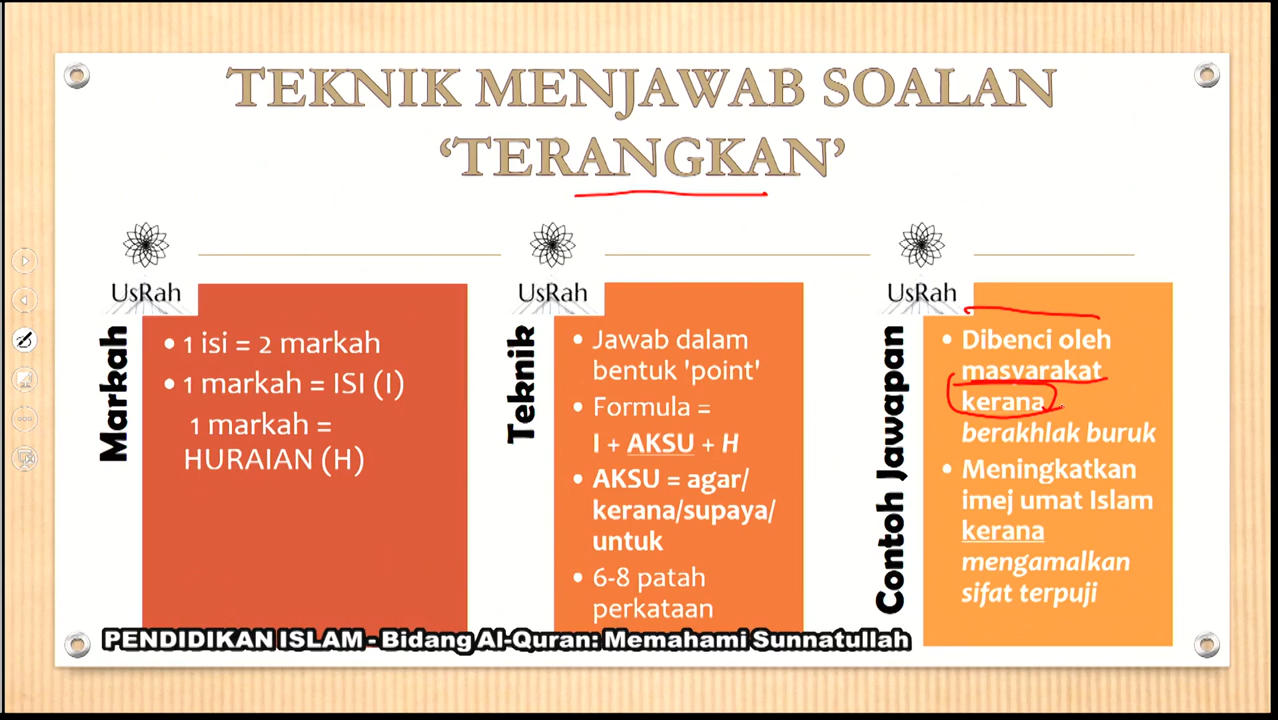 TEKNIK MENJAWAB SOALAN
‘TERANGKAN’
UsRah
Markah
• 1 isi = 2 markah
• 1 markah = ISI (I)
1 markah =
HURAIAN (H)
UsRah
Teknik
• Jawab dalam
bentuk 'point'
• Formula =
I + AKSU + H
• AKSU = agar/
kerana/supaya/
untuk
• 6-8 patah
perkataan
UsRah
Contoh Jawapan
• Dibenci oleh
masyarakat
kerana
berakhlak buruk
• Meningkatkan
imej umat Islam
kerana
mengamalkan
sifat terpuji
PENDIDIKAN ISLAM - Bidang Al-Quran: Memahami Sunnatullah